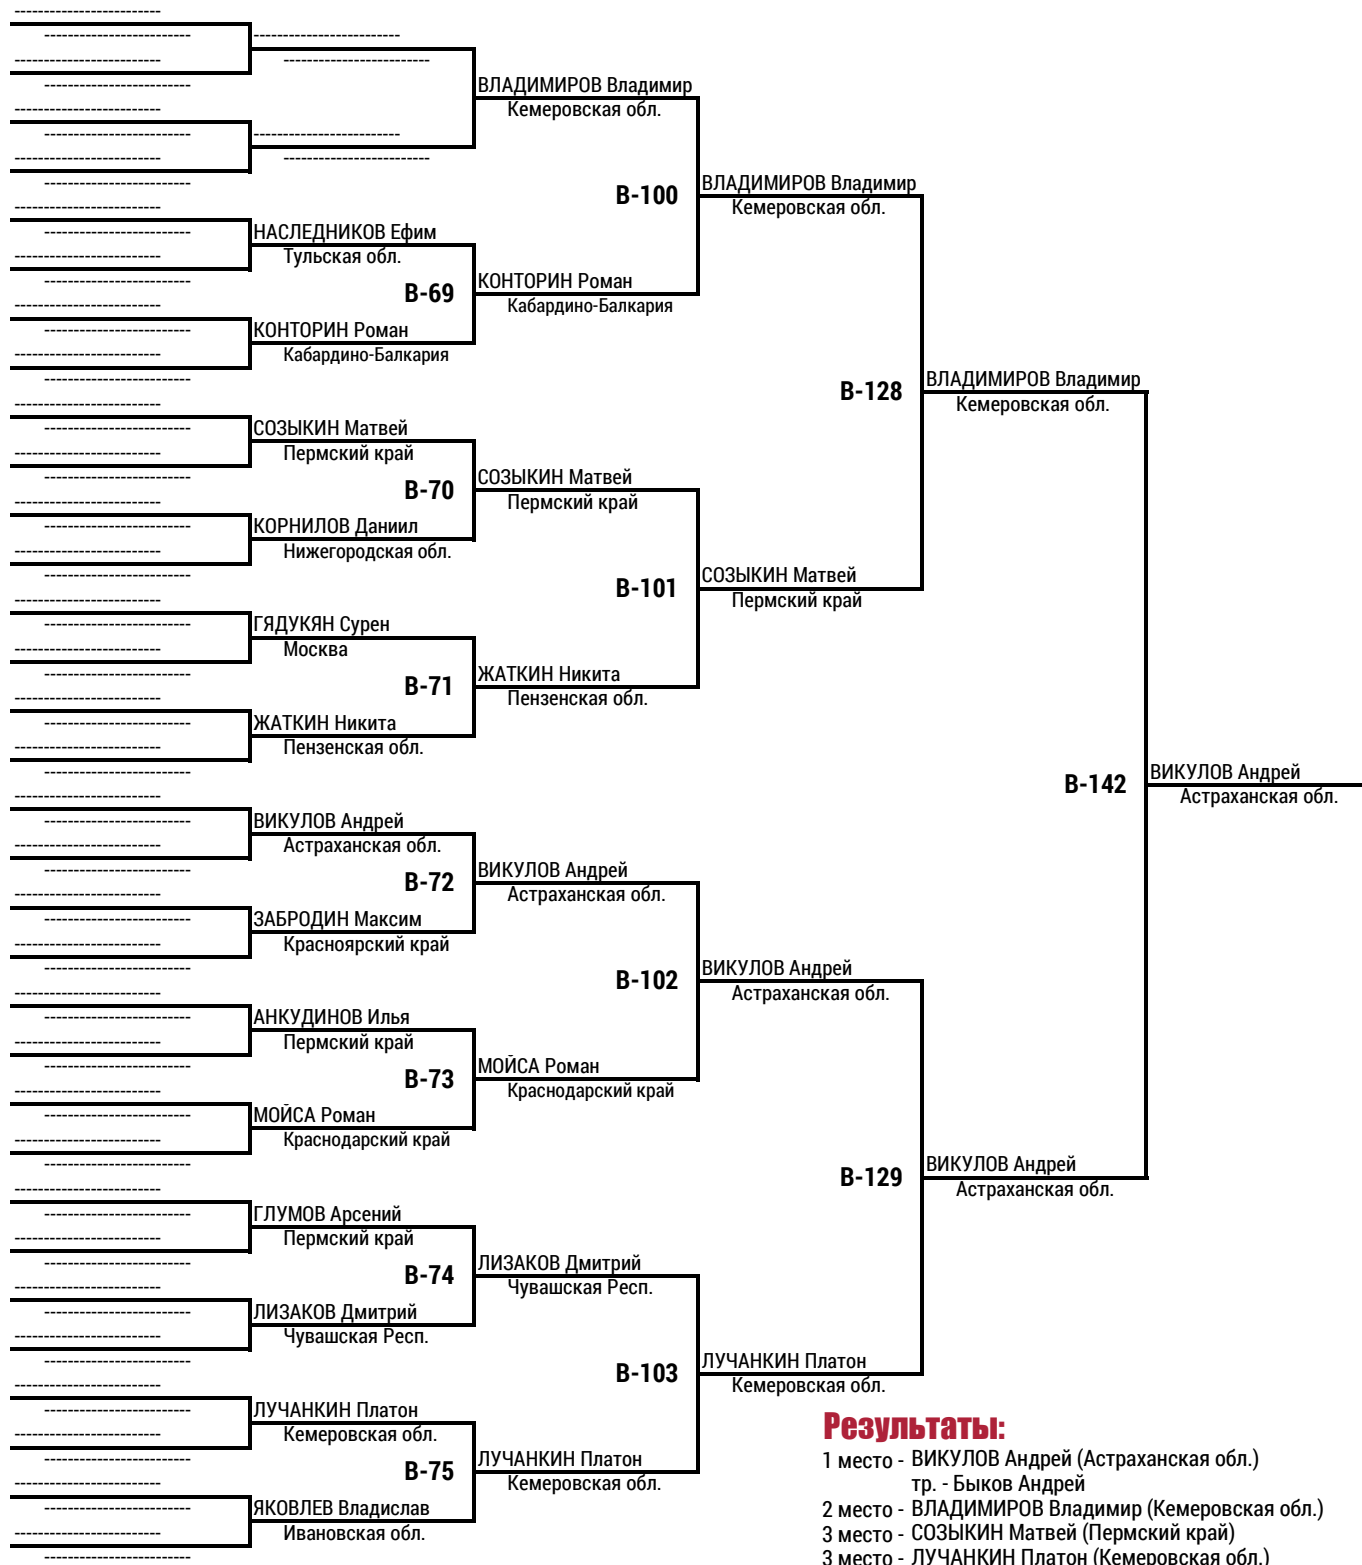 ВЛАДИМИРОВ Владимир
Кемеровская обл.
B-100
ВЛАДИМИРОВ Владимир
Кемеровская обл.
НАСЛЕДНИКОВ Ефим
Тульская обл.
B-69
КОНТОРИН Роман
Кабардино-Балкария
КОНТОРИН Роман
Кабардино-Балкария
B-128
ВЛАДИМИРОВ Владимир
Кемеровская обл.
СОЗЫКИН Матвей
Пермский край
B-70
СОЗЫКИН Матвей
Пермский край
КОРНИЛОВ Даниил
Нижегородская обл.
B-101
СОЗЫКИН Матвей
Пермский край
ГЯДУКЯН Сурен
Москва
B-71
ЖАТКИН Никита
Пензенская обл.
ЖАТКИН Никита
Пензенская обл.
B-142
ВИКУЛОВ Андрей
Астраханская обл.
ВИКУЛОВ Андрей
Астраханская обл.
B-72
ВИКУЛОВ Андрей
Астраханская обл.
ЗАБРОДИН Максим
Красноярский край
B-102
ВИКУЛОВ Андрей
Астраханская обл.
АНКУДИНОВ Илья
Пермский край
B-73
МОЙСА Роман
Краснодарский край
МОЙСА Роман
Краснодарский край
B-129
ВИКУЛОВ Андрей
Астраханская обл.
ГЛУМОВ Арсений
Пермский край
B-74
ЛИЗАКОВ Дмитрий
Чувашская Респ.
ЛИЗАКОВ Дмитрий
Чувашская Респ.
B-103
ЛУЧАНКИН Платон
Кемеровская обл.
ЛУЧАНКИН Платон
Кемеровская обл.
B-75
ЛУЧАНКИН Платон
Кемеровская обл.
ЯКОВЛЕВ Владислав
Ивановская обл.
Результаты:
1 место - ВИКУЛОВ Андрей (Астраханская обл.)
тр. - Быков Андрей
2 место - ВЛАДИМИРОВ Владимир (Кемеровская обл.)
3 место - СОЗЫКИН Матвей (Пермский край)
3 место - ЛУЧАНКИН Платон (Кемеровская обл.)